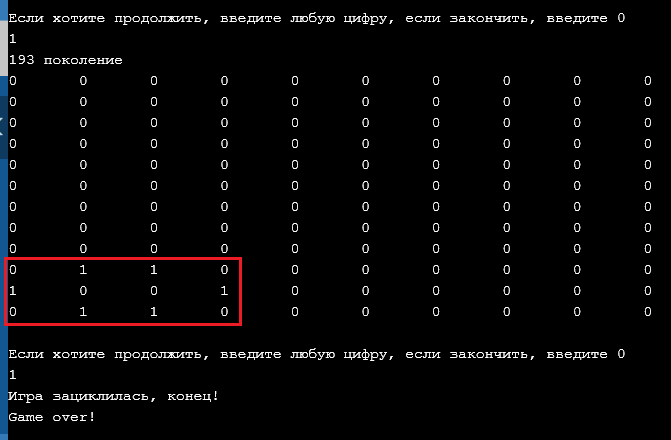 Если хотите продолжить, введите любую цифру, если закончить, введите 0
1
193 поколение
0 0 0 0 0 0 0 0 0 0
0 0 0 0 0 0 0 0 0 0
0 0 0 0 0 0 0 0 0 0
0 0 0 0 0 0 0 0 0 0
0 0 0 0 0 0 0 0 0 0
0 0 0 0 0 0 0 0 0 0
0 0 0 0 0 0 0 0 0 0
0 0 0 0 0 0 0 0 0 0
0 0 0 0 0 0 0 0 0 0
0 1 1 0 0 0 0 0 0 0
1 0 0 1 0 0 0 0 0 0
0 1 1 0 0 0 0 0 0 0
Если хотите продолжить, введите любую цифру, если закончить, введите 0
1
Игра зациклилась, конец!
Game over!